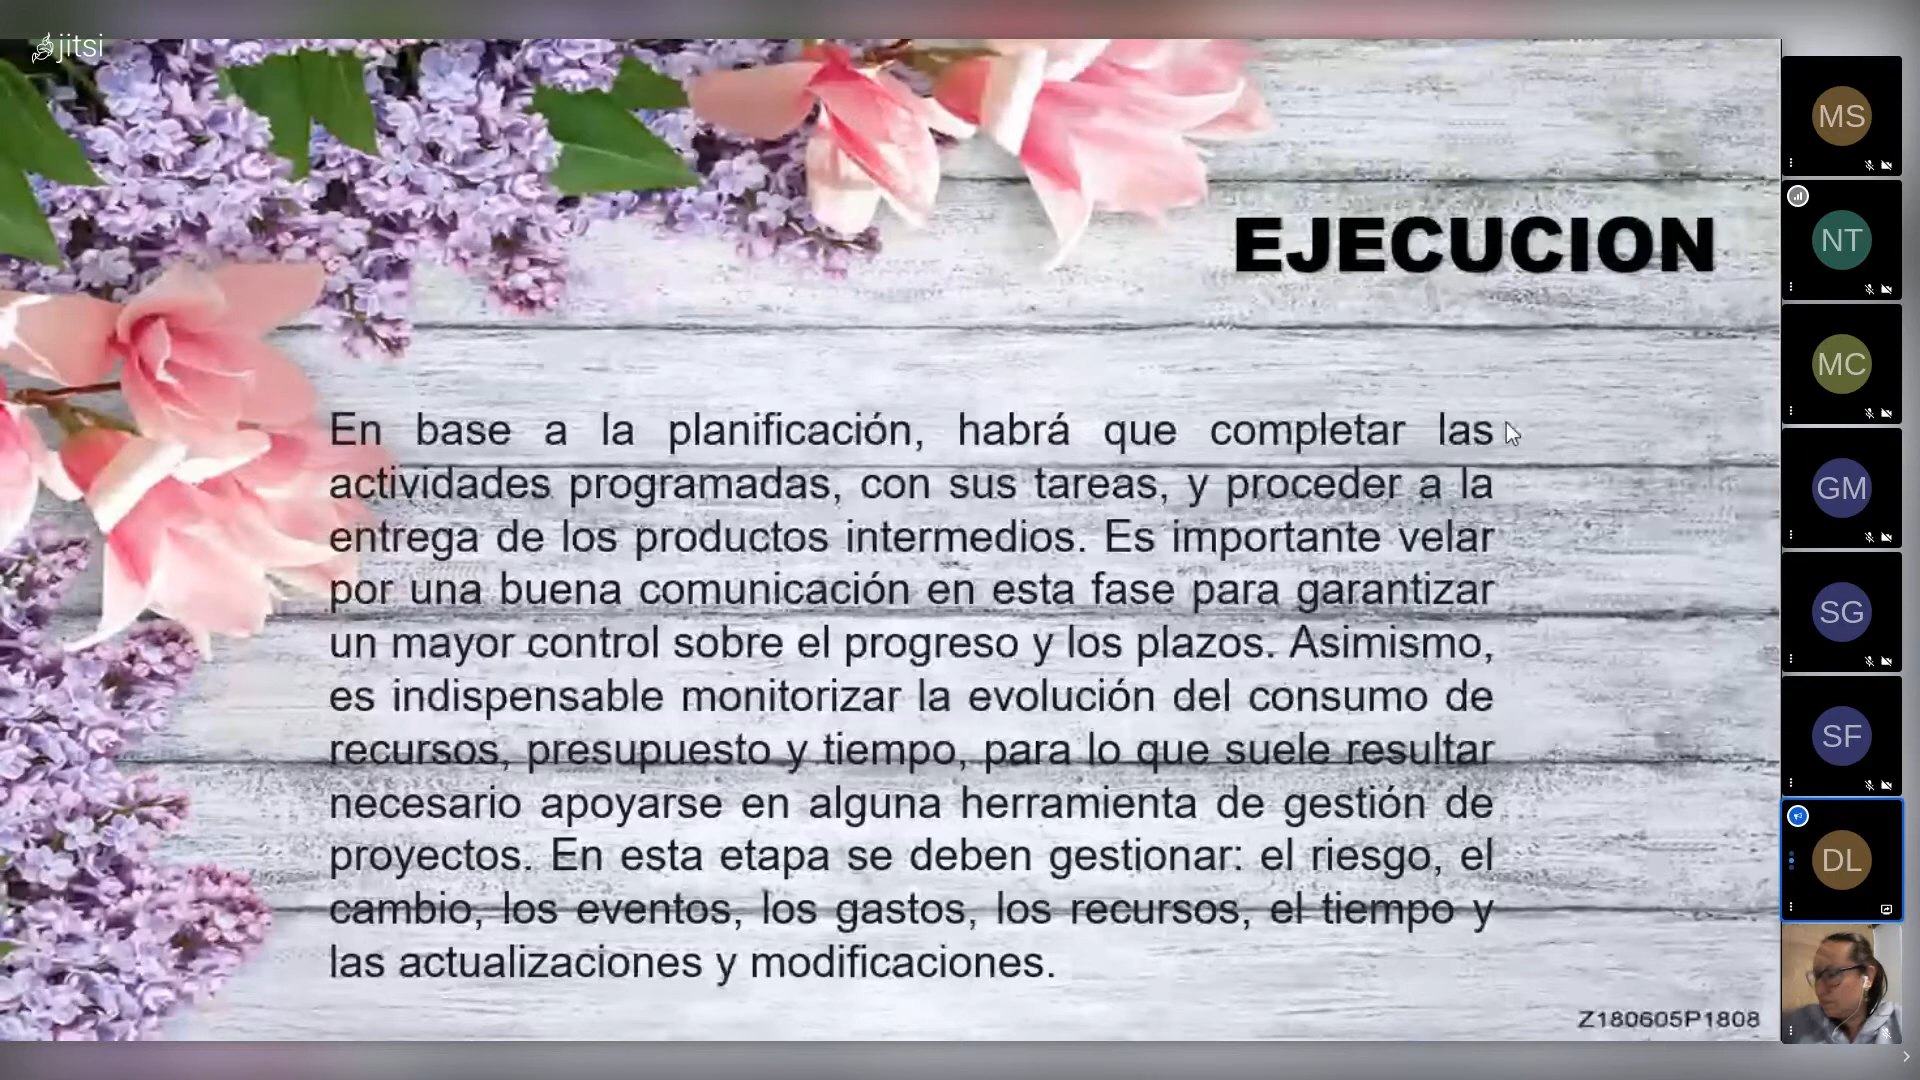 jitsi
EJECUCION
En base a la planificación, habrá que completar las
actividades programadas, con sus tareas, y proceder a la
entrega de los productos intermedios. Es importante velar
por una buena comunicación en esta fase para garantizar
un mayor control sobre el progreso y los plazos. Asimismo,
es indispensable monitorizar la evolución del consumo de
recursos, presupuesto y tiempo, para lo que suele resultar
necesario apoyarse en alguna herramienta de gestión de
proyectos. En esta etapa se deben gestionar: el riesgo, el
cambio, los eventos, los gastos, los recursos, el tiempo y
las actualizaciones y modificaciones.
Z180605P1808
MS
NT
MC
GM
SG
SF
DL